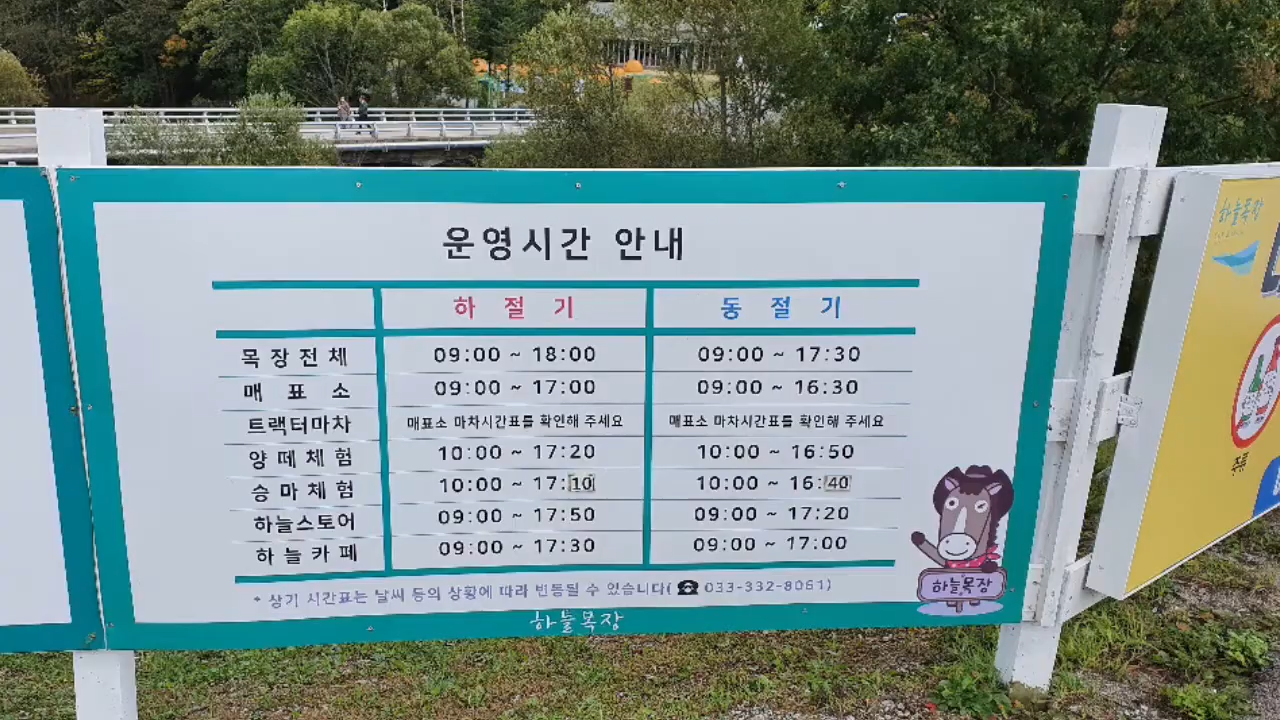 운영시간 안내
하절기 동절기
목장전체 09:00 ~ 18:00 09:00 ~ 17:30
매표소 09:00 ~ 17:00 09:00 ~ 16:30
트랙터마차 매표소 마차시간표를 확인해 주세요 매표소 마차시간표를 확인해 주세요
양떼체험 10:00 ~ 17:20 10:00 ~ 16:50
승마체험 10:00 ~ 17:10 10:00 ~ 16:40
하늘스토어 09:00 ~ 17:50 09:00 ~ 17:20
하늘카페 09:00 ~ 17:30 09:00 ~ 17:00
* 상기 시간표는 날씨 등의 상황에 따라 변동될 수 있습니다(☎ 033-332-8061)
하늘목장
하늘목장
하늘목장
주류